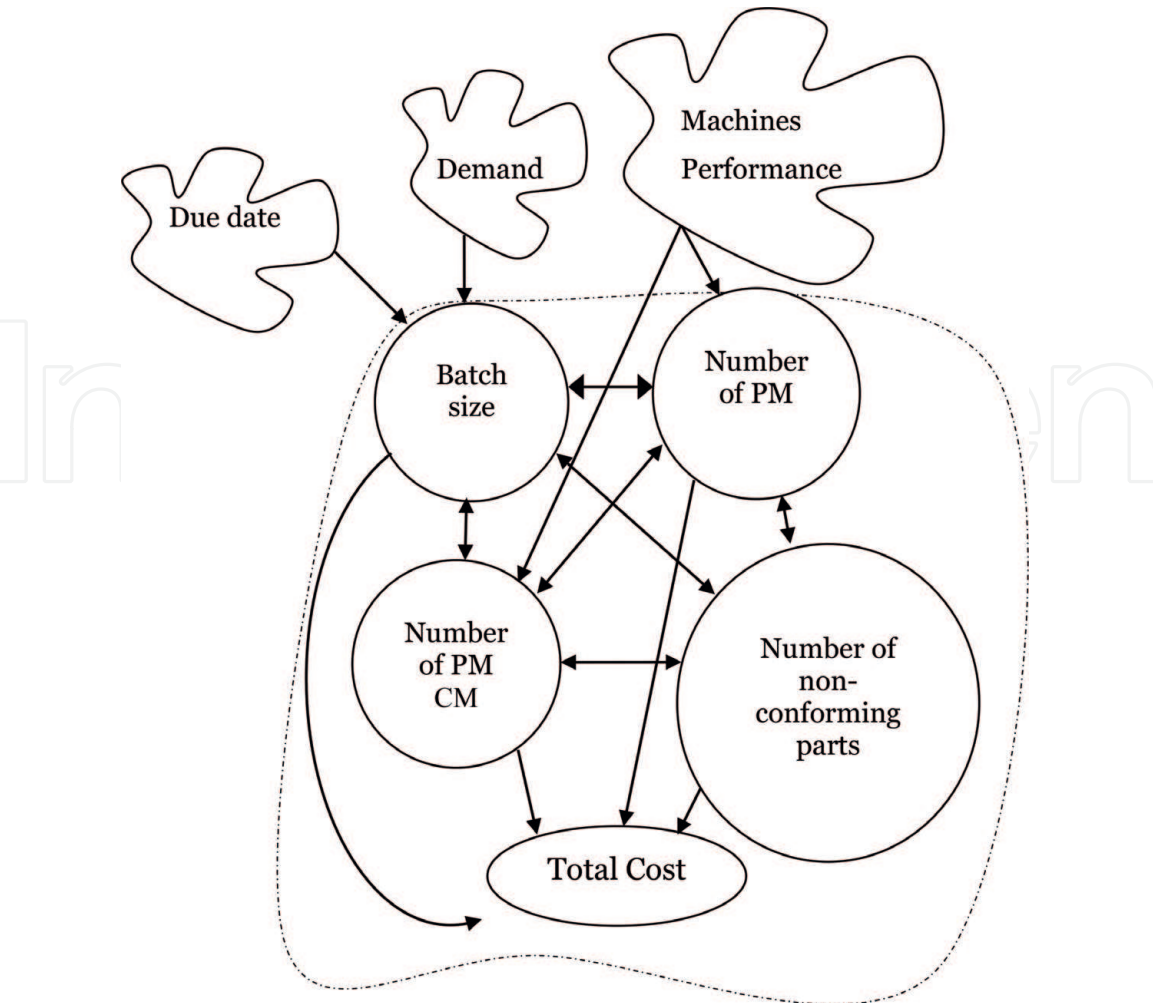 Machines
Performance
Demand
Due date
Batch
size
Number
of PM
Number
of PM
CM
Number of
non-
conforming
parts
Total Cost